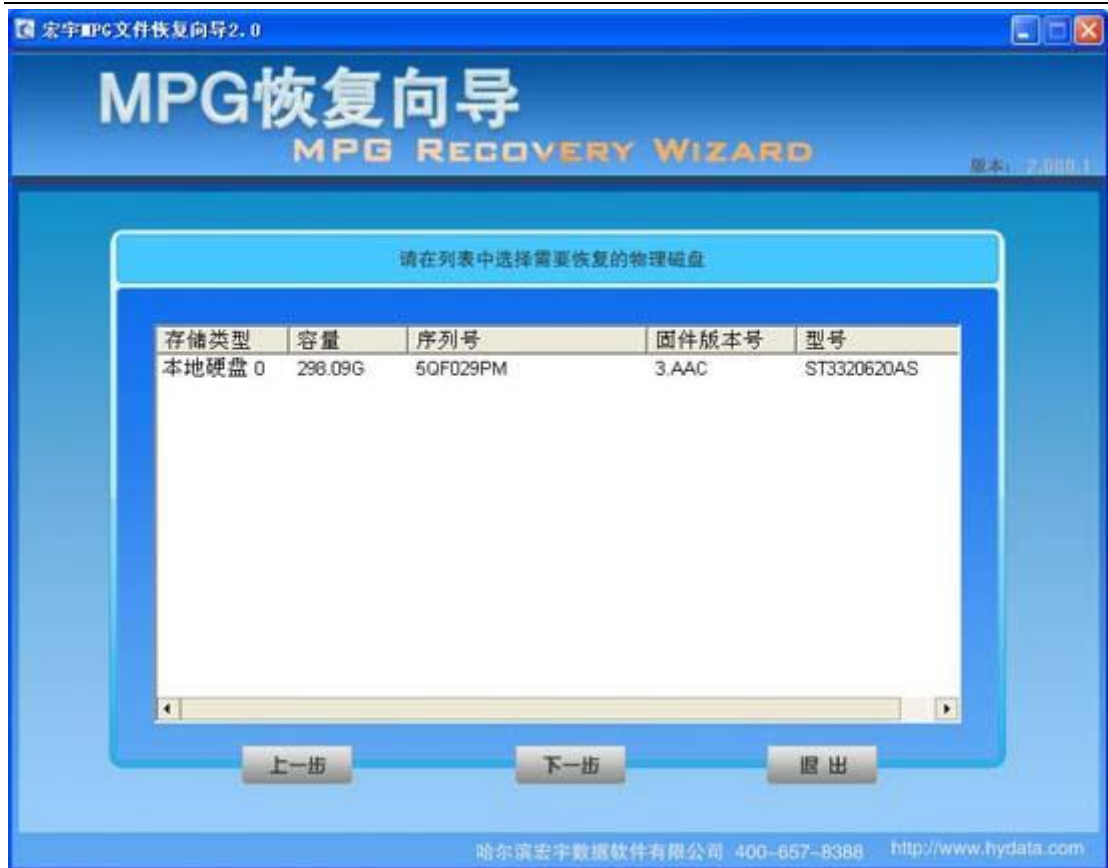 宏宇MPG文件恢复向导2.0
MPG恢复向导
MPG RECOVERY WIZARD
版本: 2.000.1
请在列表中选择需要恢复的物理磁盘
存储类型 容量 序列号 固件版本号 型号
本地硬盘 0 298.09G 5QF029PM 3.AAC ST3320620AS
上一步 下一步 退出
哈尔滨宏宇数据软件有限公司 400-657-8388 http://www.hydata.com